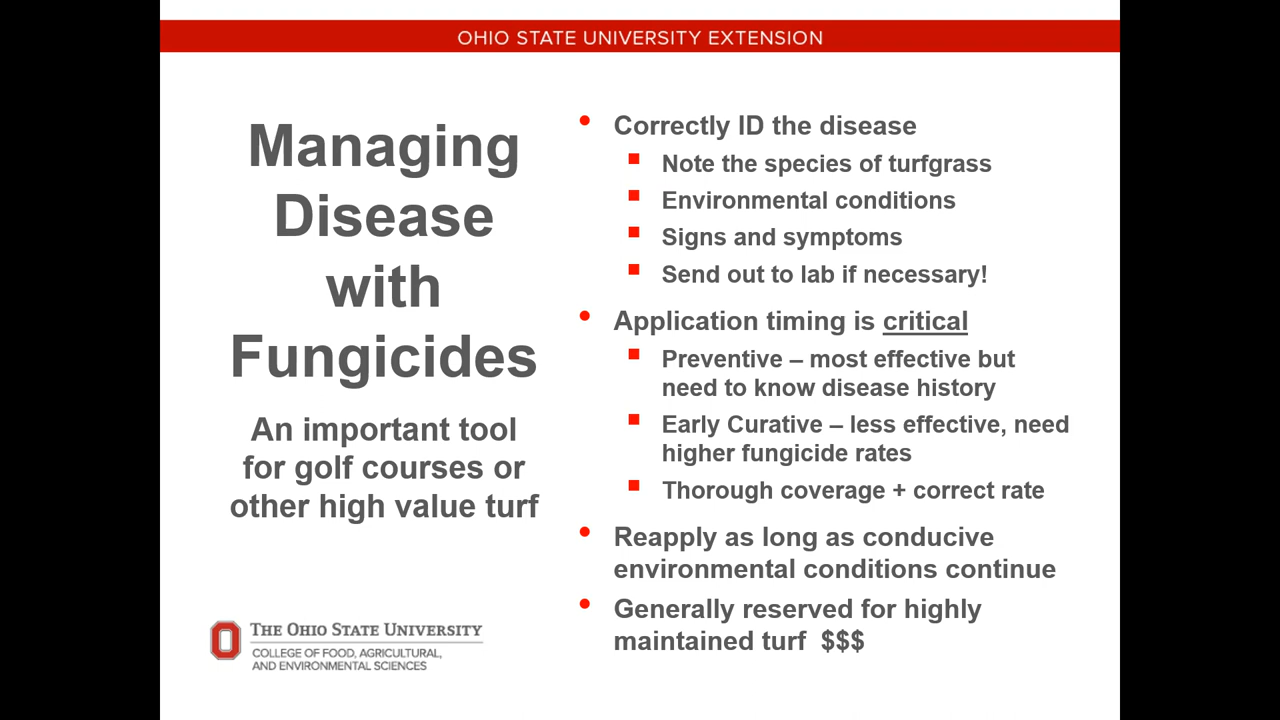 OHIO STATE UNIVERSITY EXTENSION
Managing
Disease
with
Fungicides
An important tool
for golf courses or
other high value turf
• Correctly ID the disease
▪ Note the species of turfgrass
▪ Environmental conditions
▪ Signs and symptoms
▪ Send out to lab if necessary!
• Application timing is critical
▪ Preventive – most effective but
need to know disease history
▪ Early Curative – less effective, need
higher fungicide rates
▪ Thorough coverage + correct rate
• Reapply as long as conducive
environmental conditions continue
• Generally reserved for highly
maintained turf $$$
THE OHIO STATE UNIVERSITY
COLLEGE OF FOOD, AGRICULTURAL,
AND ENVIRONMENTAL SCIENCES